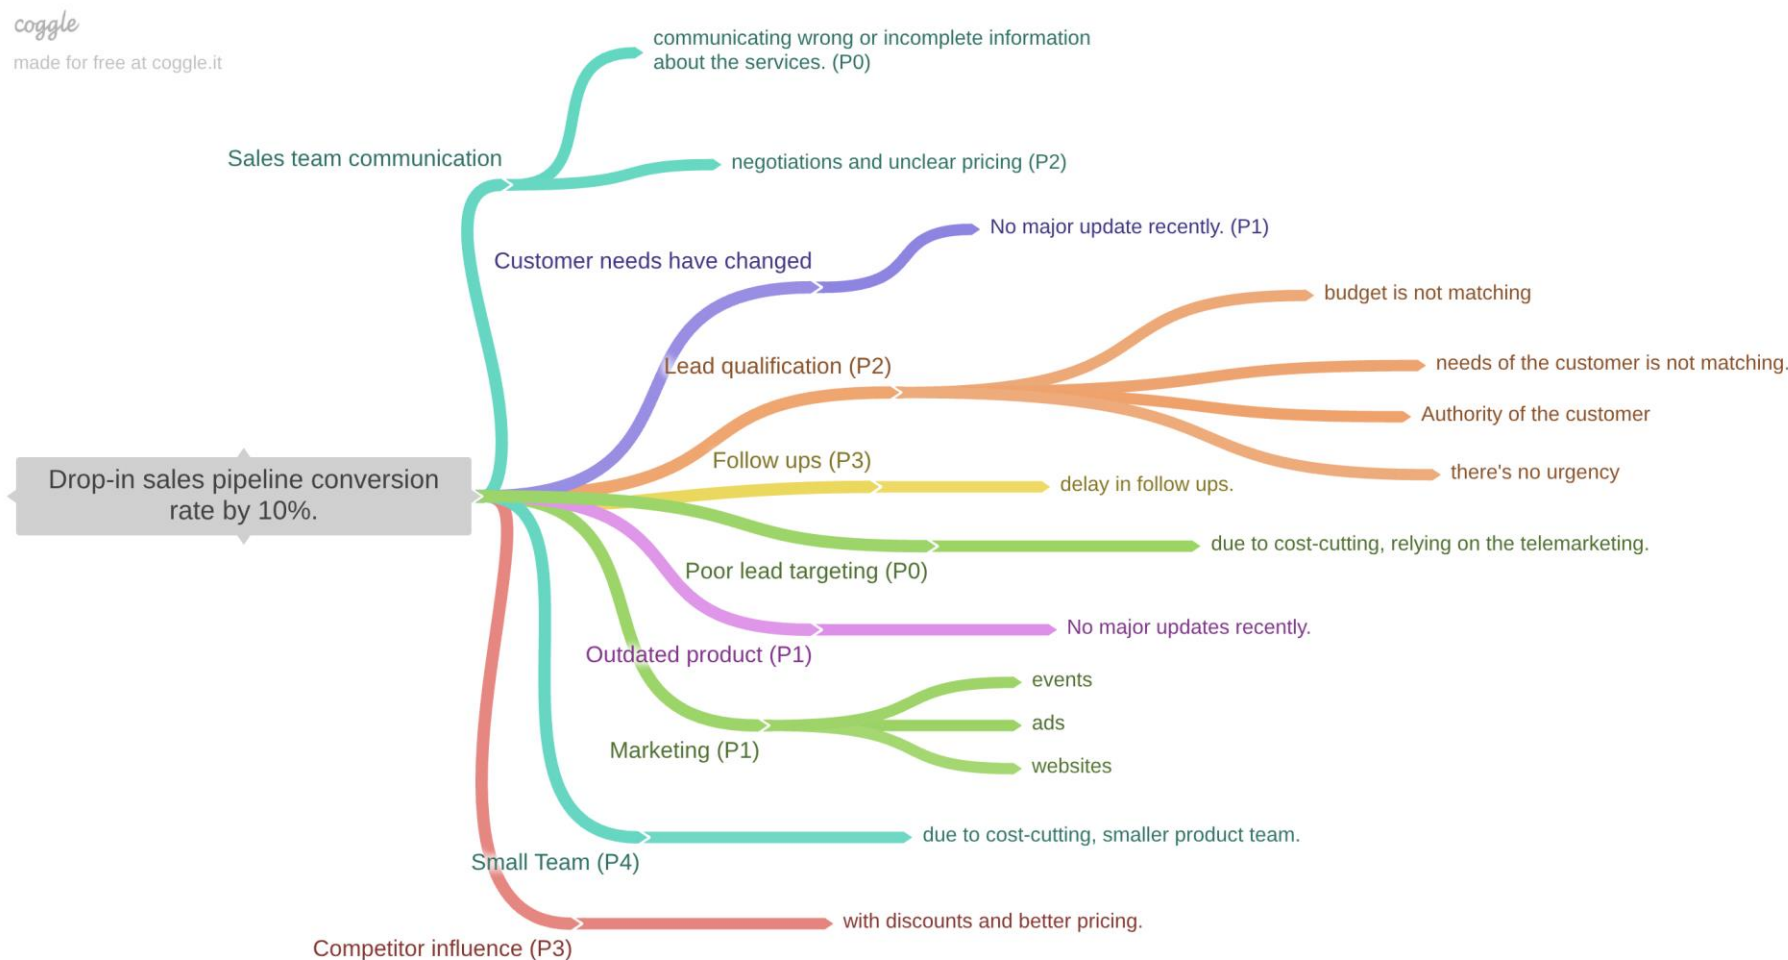 coggle
made for free at coggle.it
communicating wrong or incomplete information
about the services. (P0)
Sales team communication
negotiations and unclear pricing (P2)
No major update recently. (P1)
Customer needs have changed
budget is not matching
Lead qualification (P2)
needs of the customer is not matching.
Authority of the customer
Follow ups (P3)
there's no urgency
Drop-in sales pipeline conversion
rate by 10%.
delay in follow ups.
due to cost-cutting, relying on the telemarketing.
Poor lead targeting (P0)
No major updates recently.
Outdated product (P1)
events
ads
Marketing (P1)
websites
due to cost-cutting, smaller product team.
Small Team (P4)
with discounts and better pricing.
Competitor influence (P3)